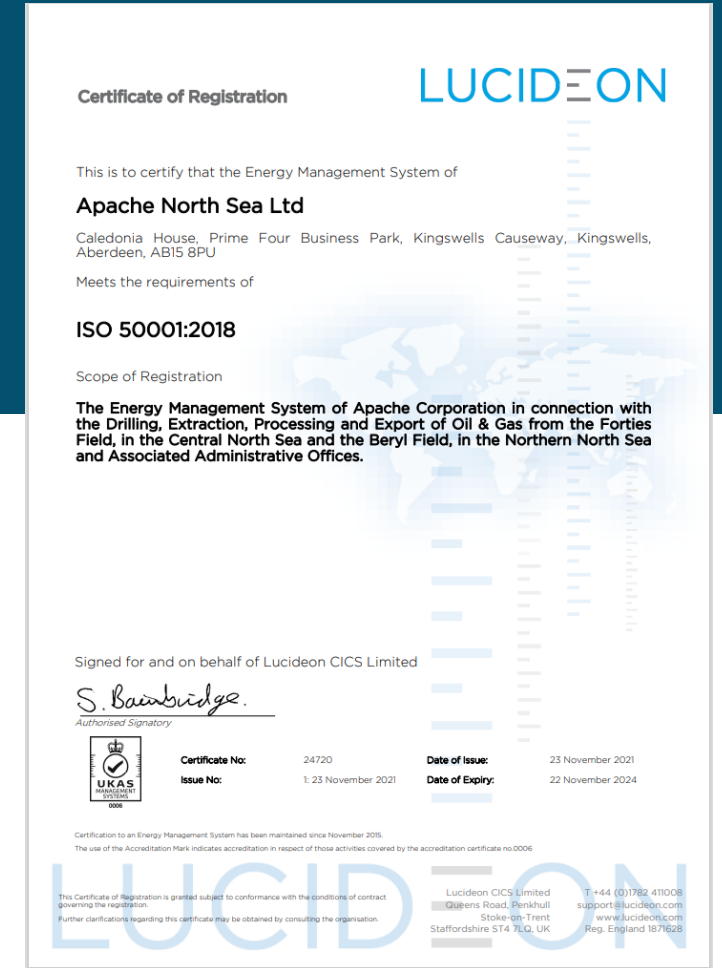 LUCIDEON
Certificate of Registration
This is to certify that the Energy Management System of
Apache North Sea Ltd
Caledonia House, Prime Four Business Park, Kingswells Causeway, Kingswells,
Aberdeen, AB15 8PU
Meets the requirements of
ISO 50001:2018
Scope of Registration
The Energy Management System of Apache Corporation in connection with
the Drilling, Extraction, Processing and Export of Oil & Gas from the Forties
Field, in the Central North Sea and the Beryl Field, in the Northern North Sea
and Associated Administrative Offices.
Signed for and on behalf of Lucideon CICS Limited
S. Bainbridge.
Authorised Signatory
UKAS
MANAGEMENT
SYSTEMS
0006
Certificate No: 24720 Date of Issue: 23 November 2021
Issue No: 1: 23 November 2021 Date of Expiry: 22 November 2024
Certification to an Energy Management System has been maintained since November 2015.
The use of the Accreditation Mark indicates accreditation in respect of those activities covered by the accreditation certificate no.0006
LUCIDEON
This Certificate of Registration is granted subject to conformance with the conditions of contract
governing the registration.
Further clarifications regarding this certificate may be obtained by consulting the organisation.
Lucideon CICS Limited
Queens Road, Penkhull
Stoke-on-Trent
Staffordshire ST4 7LQ, UK
T +44 (0)1782 411008
support@lucideon.com
www.lucideon.com
Reg. England 1871628